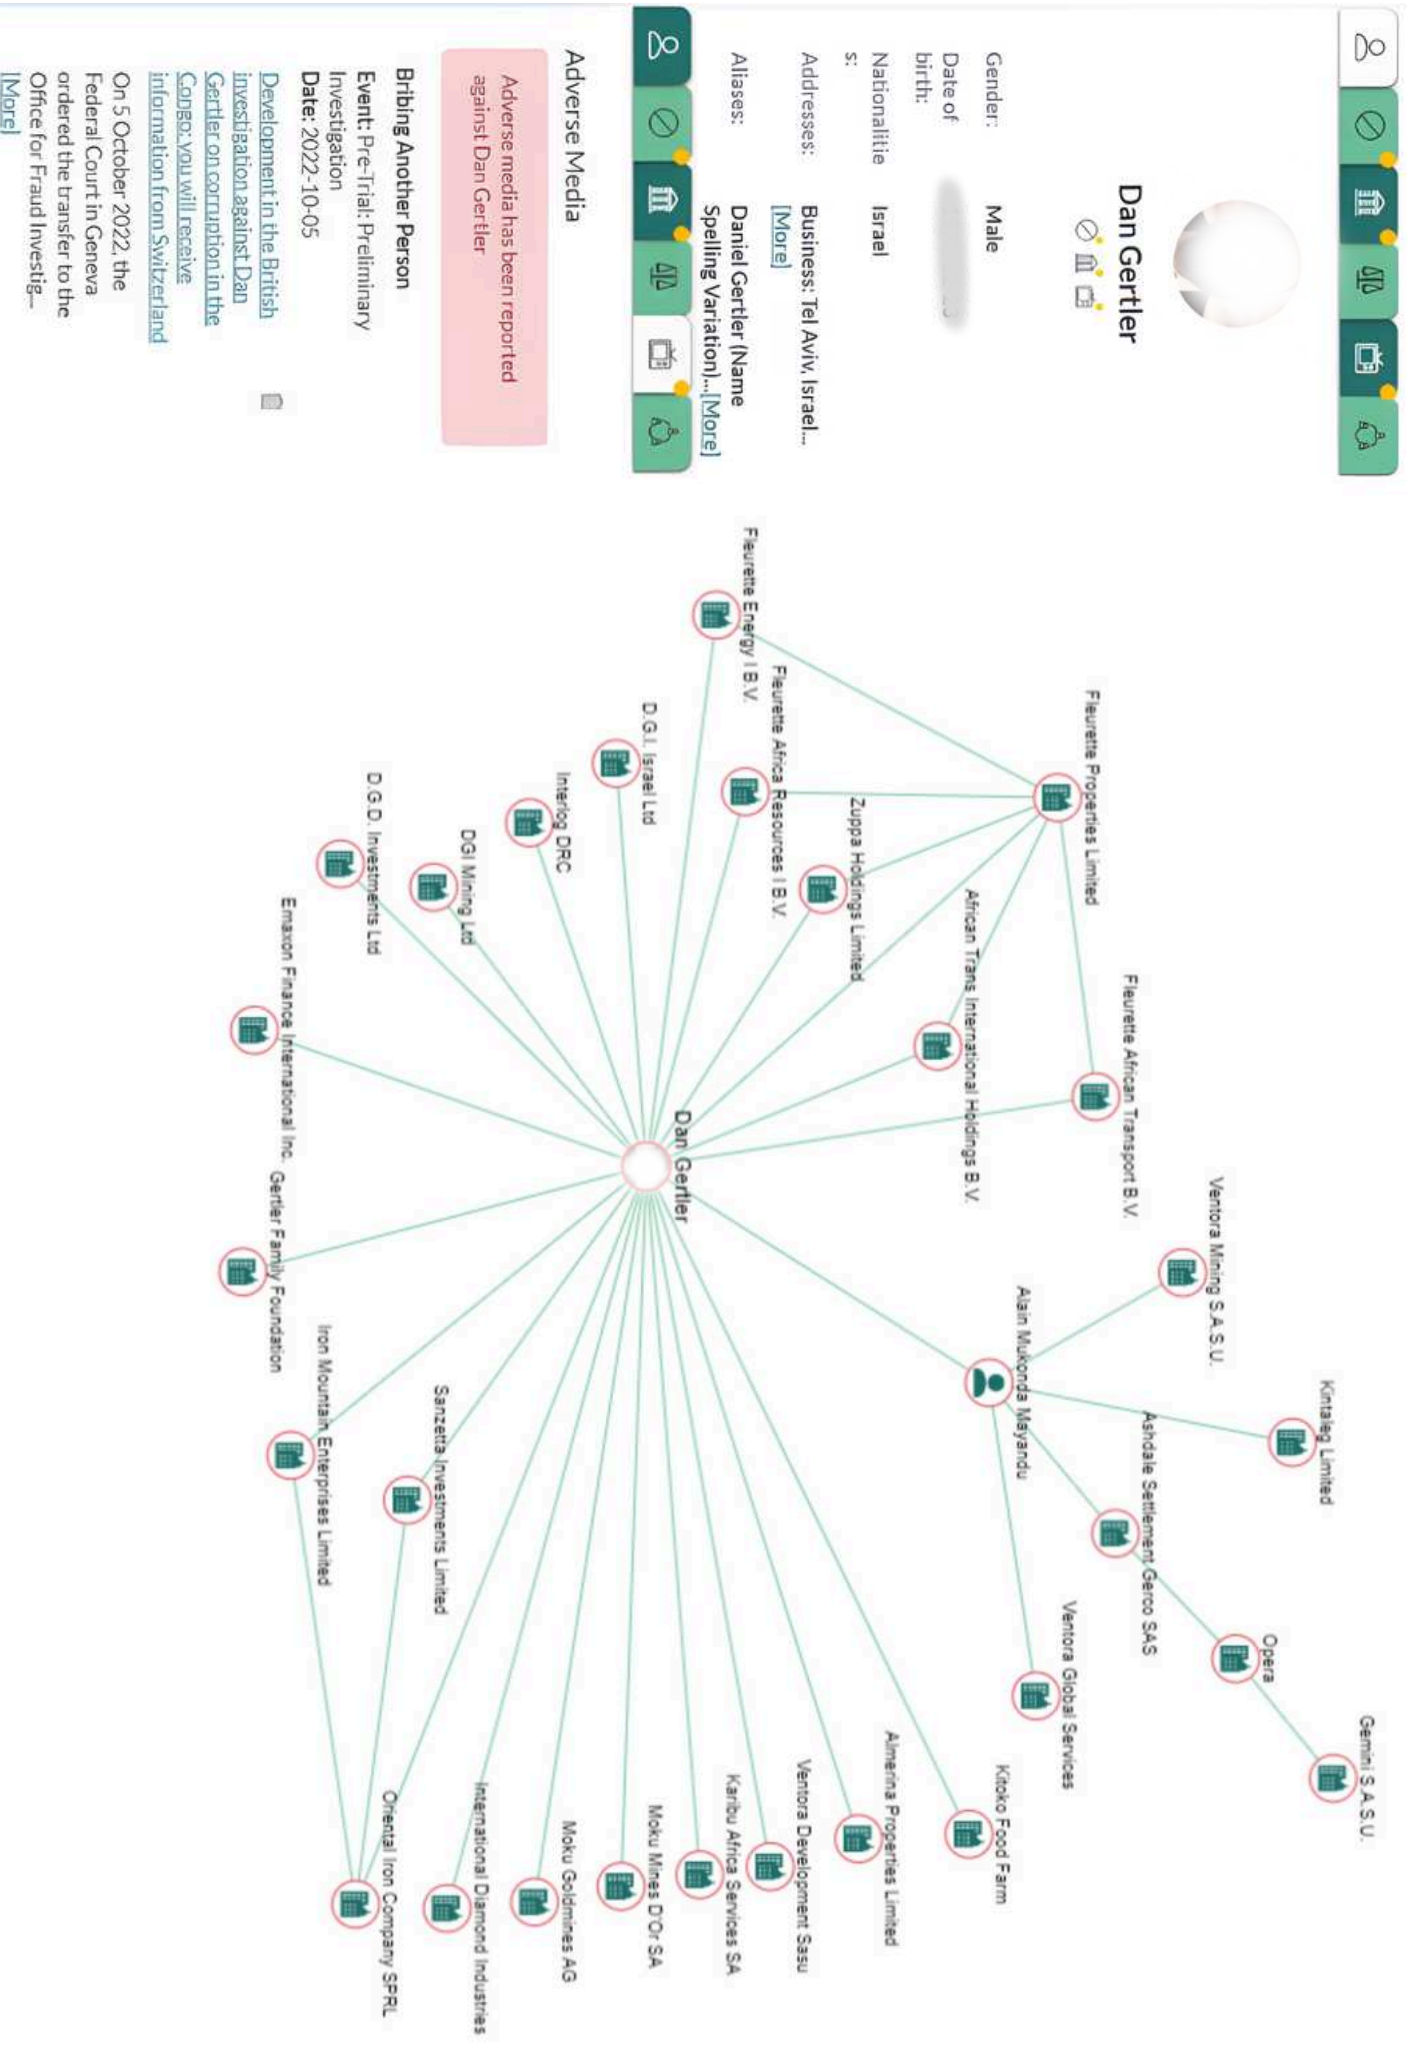 Dan Gertler
Gender:
Male
Date of
birth:
Nationalitie
s:
Israel
Addresses:
Business: Tel Aviv, Israel...
[More]
Aliases:
Daniel Gertler (Name
Spelling Variation)...[More]
Adverse Media
Adverse media has been reported
against Dan Gertler
Bribing Another Person
Event: Pre-Trial: Preliminary
Investigation
Date: 2022-10-05
Development in the British
investigation against Dan
Gertler on corruption in the
Congo: you will receive
information from Switzerland
On 5 October 2022, the
Federal Court in Geneva
ordered the transfer to the
Office for Fraud Investig...
[More]
Gemini S.A.S.U.
Kintaleg Limited
Opera
Ventora Mining S.A.S.U.
Ashdale Settlement Gerco SAS
Fleurette African Transport B.V.
Fleurette Properties Limited
Ventora Global Services
Alain Mukonda Mayandu
Kitoko Food Farm
African Trans International Holdings B.V.
Almerina Properties Limited
Zuppa Holdings Limited
Ventora Development Sasu
Fleurette Africa Resources I B.V.
Fleurette Energy I B.V.
Karibu Africa Services SA
Dan Gertler
D.G.I. Israel Ltd
Moku Mines D'Or SA
Interlog DRC
Moku Goldmines AG
DGI Mining Ltd
International Diamond Industries
Sanzetta Investments Limited
D.G.D. Investments Ltd
Oriental Iron Company SPRL
Iron Mountain Enterprises Limited
Emaxon Finance International Inc.
Gertler Family Foundation